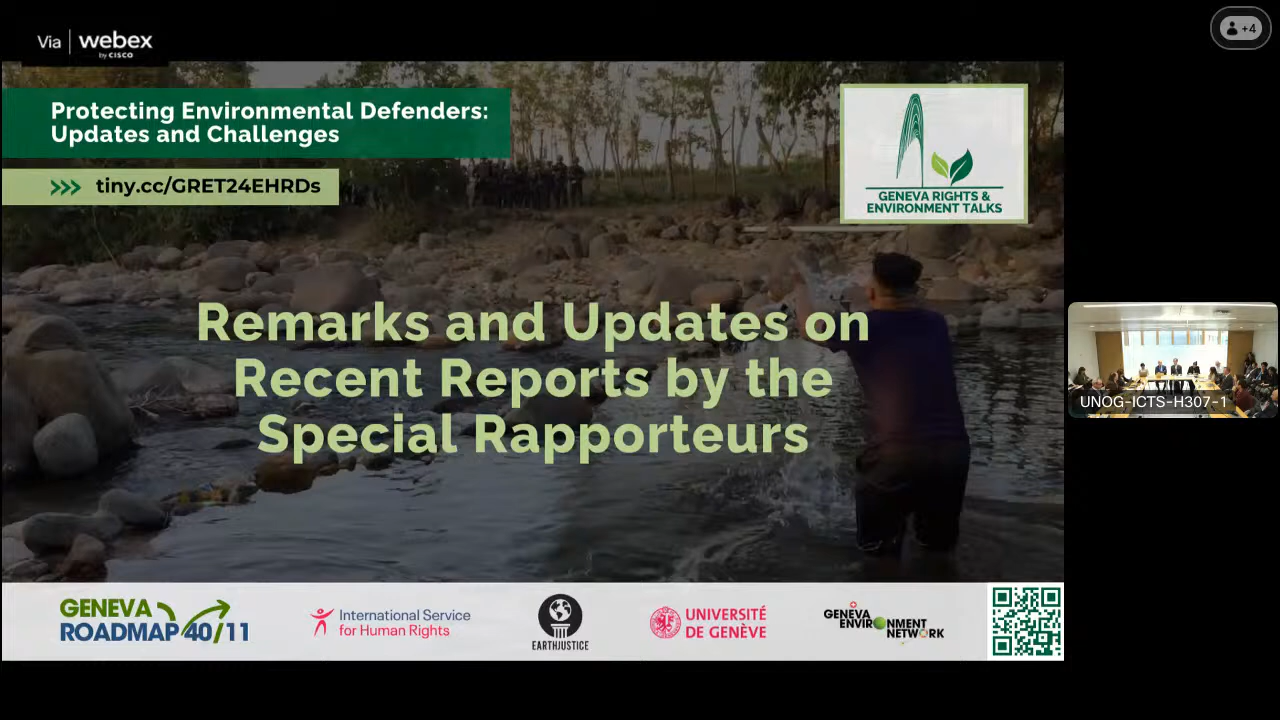 Via | webex
by CISCO
+4
Protecting Environmental Defenders:
Updates and Challenges
>>> tiny.cc/GRET24EHRDs
GENEVA RIGHTS &
ENVIRONMENT TALKS
Remarks and Updates on
Recent Reports by the
Special Rapporteurs
UNOG-ICTS-H307-1
GENEVA
ROADMAP 40/11
International Service
for Human Rights
EARTHJUSTICE
UNIVERSITÉ
DE GENÈVE
GENEVA
ENVIRONMENT
NETWORK